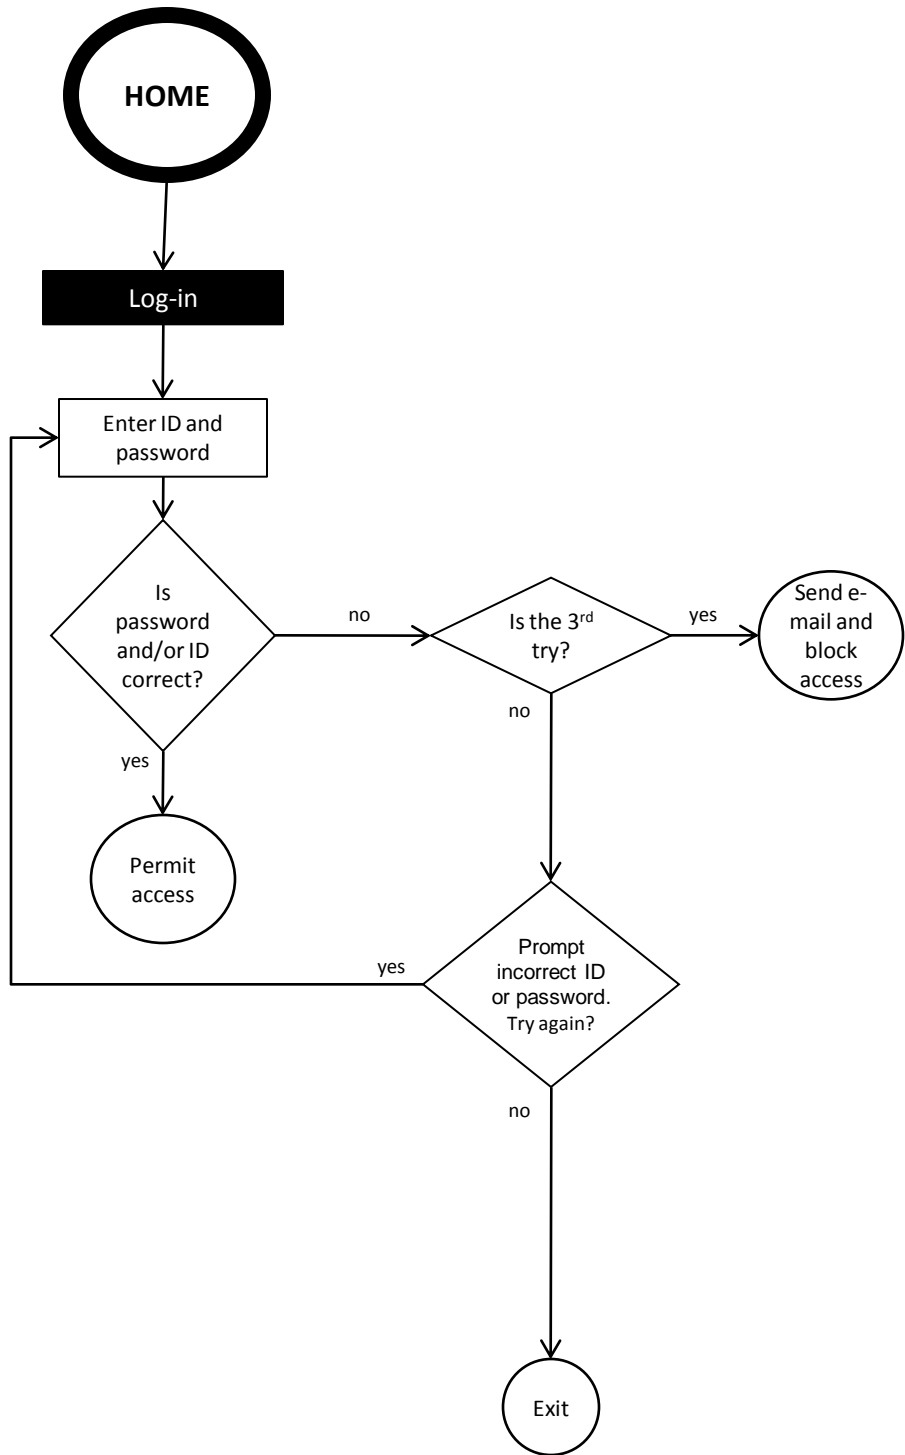 HOME
Log-in
Enter ID and
password
Is
password
and/or ID
correct?
no
Is the 3rd
try?
yes
Send e-
mail and
block
access
no
yes
Permit
access
Prompt
incorrect ID
or password.
Try again?
yes
no
Exit